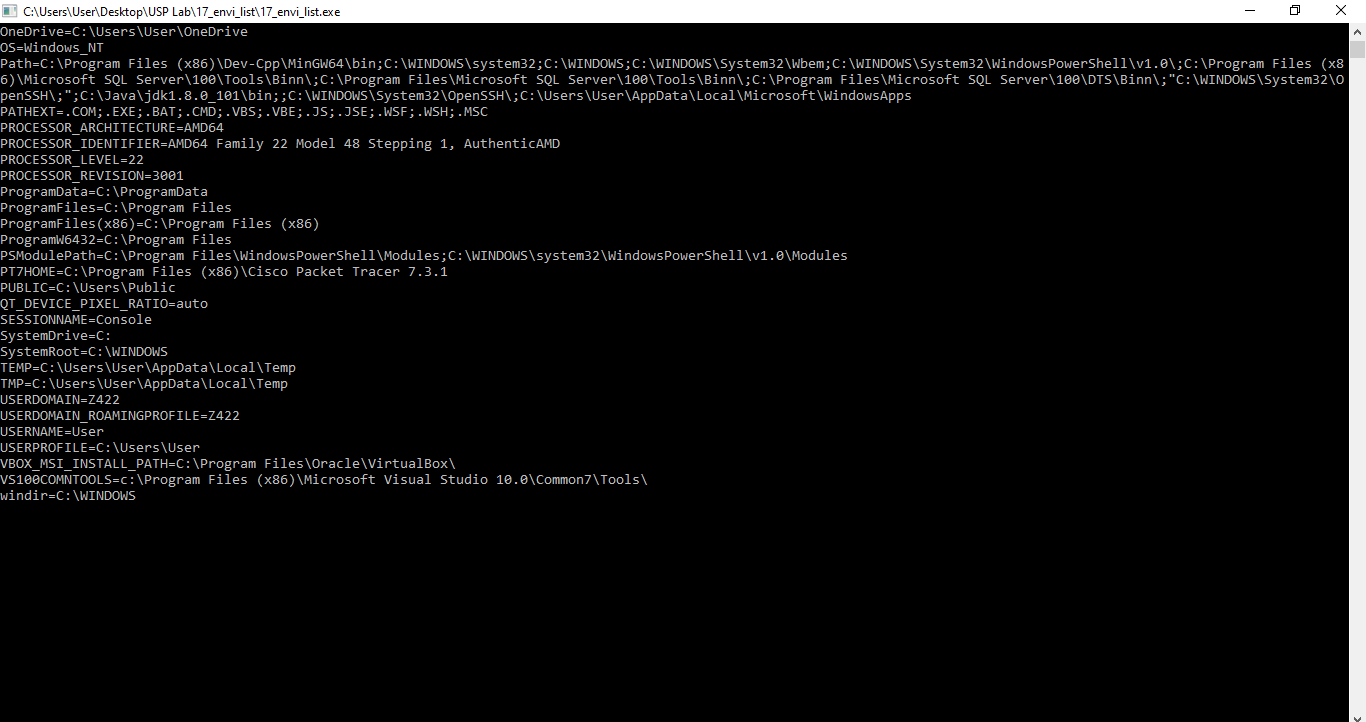 C:\Users\User\Desktop\USP Lab\17_envi_list\17_envi_list.exe
OneDrive=C:\Users\User\OneDrive
OS=Windows_NT
Path=C:\Program Files (x86)\Dev-Cpp\MinGW64\bin;C:\WINDOWS\system32;C:\WINDOWS;C:\WINDOWS\System32\Wbem;C:\WINDOWS\System32\WindowsPowerShell\v1.0\;C:\Program Files (x8
6)\Microsoft SQL Server\100\Tools\Binn\;C:\Program Files\Microsoft SQL Server\100\Tools\Binn\;C:\Program Files\Microsoft SQL Server\100\DTS\Binn\;"C:\WINDOWS\System32\O
penSSH\;";C:\Java\jdk1.8.0_101\bin;;C:\WINDOWS\System32\OpenSSH\;C:\Users\User\AppData\Local\Microsoft\WindowsApps
PATHEXT=.COM;.EXE;.BAT;.CMD;.VBS;.VBE;.JS;.JSE;.WSF;.WSH;.MSC
PROCESSOR_ARCHITECTURE=AMD64
PROCESSOR_IDENTIFIER=AMD64 Family 22 Model 48 Stepping 1, AuthenticAMD
PROCESSOR_LEVEL=22
PROCESSOR_REVISION=3001
ProgramData=C:\ProgramData
ProgramFiles=C:\Program Files
ProgramFiles(x86)=C:\Program Files (x86)
ProgramW6432=C:\Program Files
PSModulePath=C:\Program Files\WindowsPowerShell\Modules;C:\WINDOWS\system32\WindowsPowerShell\v1.0\Modules
PT7HOME=C:\Program Files (x86)\Cisco Packet Tracer 7.3.1
PUBLIC=C:\Users\Public
QT_DEVICE_PIXEL_RATIO=auto
SESSIONNAME=Console
SystemDrive=C:
SystemRoot=C:\WINDOWS
TEMP=C:\Users\User\AppData\Local\Temp
TMP=C:\Users\User\AppData\Local\Temp
USERDOMAIN=Z422
USERDOMAIN_ROAMINGPROFILE=Z422
USERNAME=User
USERPROFILE=C:\Users\User
VBOX_MSI_INSTALL_PATH=C:\Program Files\Oracle\VirtualBox\
VS100COMNTOOLS=c:\Program Files (x86)\Microsoft Visual Studio 10.0\Common7\Tools\
windir=C:\WINDOWS